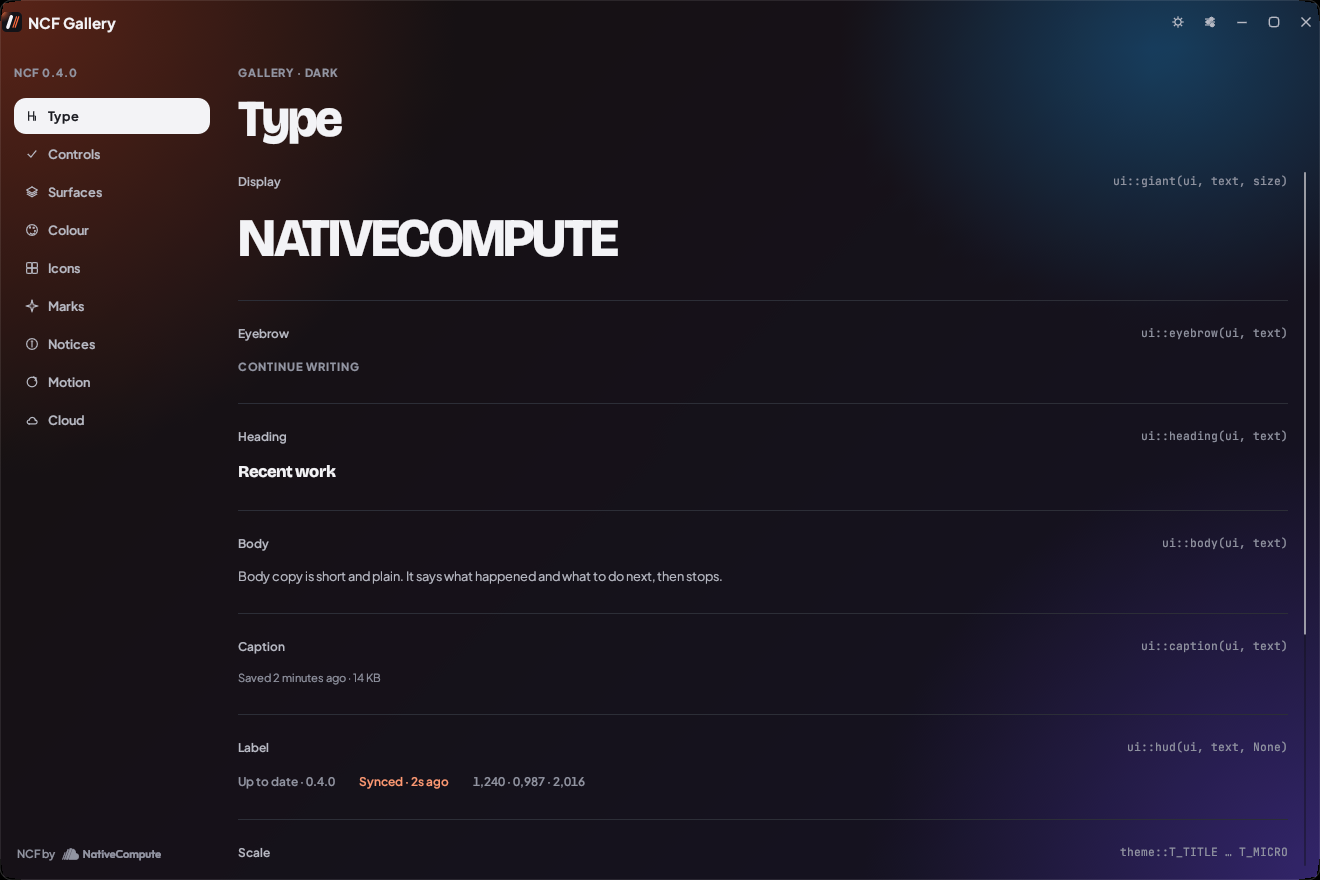 NCF Gallery
NCF 0.4.0
Type
Controls
Surfaces
Colour
Icons
Marks
Notices
Motion
Cloud
NCF by NativeCompute
GALLERY · DARK
Type
Display ui::giant(ui, text, size)
NATIVECOMPUTE
Eyebrow ui::eyebrow(ui, text)
CONTINUE WRITING
Heading ui::heading(ui, text)
Recent work
Body ui::body(ui, text)
Body copy is short and plain. It says what happened and what to do next, then stops.
Caption ui::caption(ui, text)
Saved 2 minutes ago · 14 KB
Label ui::hud(ui, text, None)
Up to date · 0.4.0 Synced · 2s ago 1,240 · 0,987 · 2,016
Scale theme::T_TITLE … T_MICRO